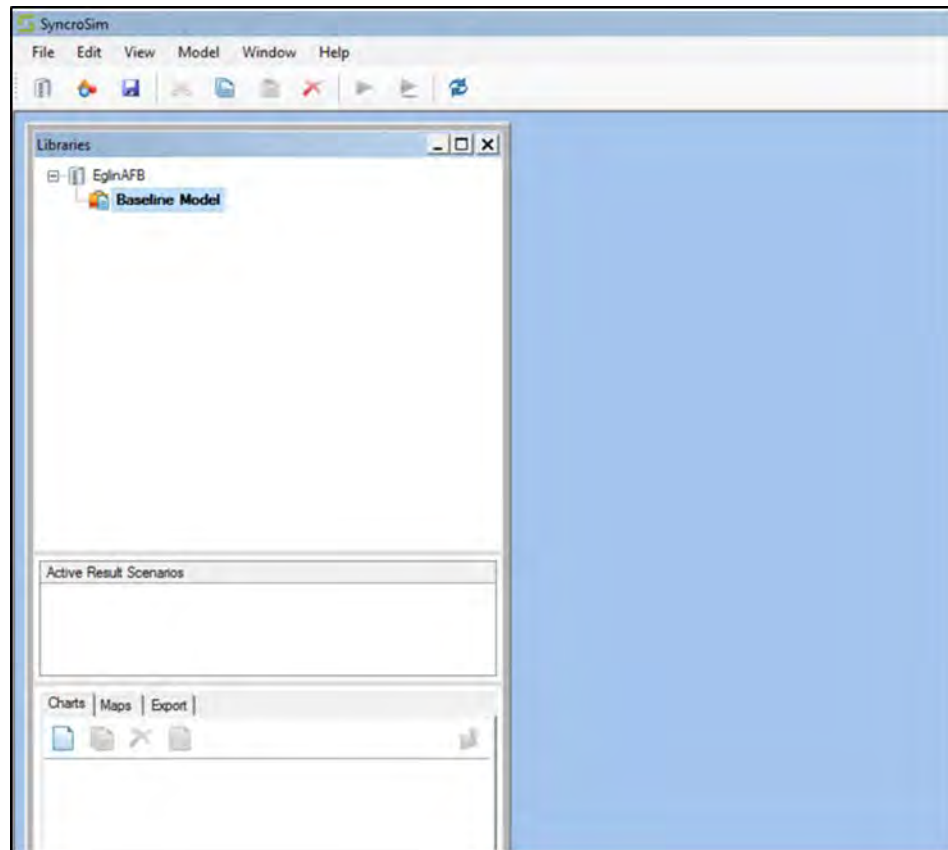 SyncroSim
File Edit View Model Window Help
Libraries
EglinAFB
Baseline Model
Active Result Scenarios
Charts Maps Export